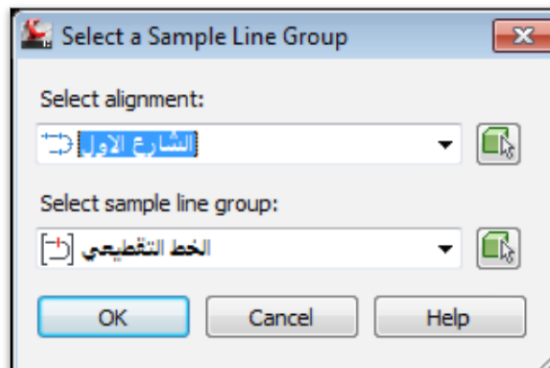 Select a Sample Line Group
Select alignment:
الشارع الاول
Select sample line group:
الخط التقطيعي
OK Cancel Help